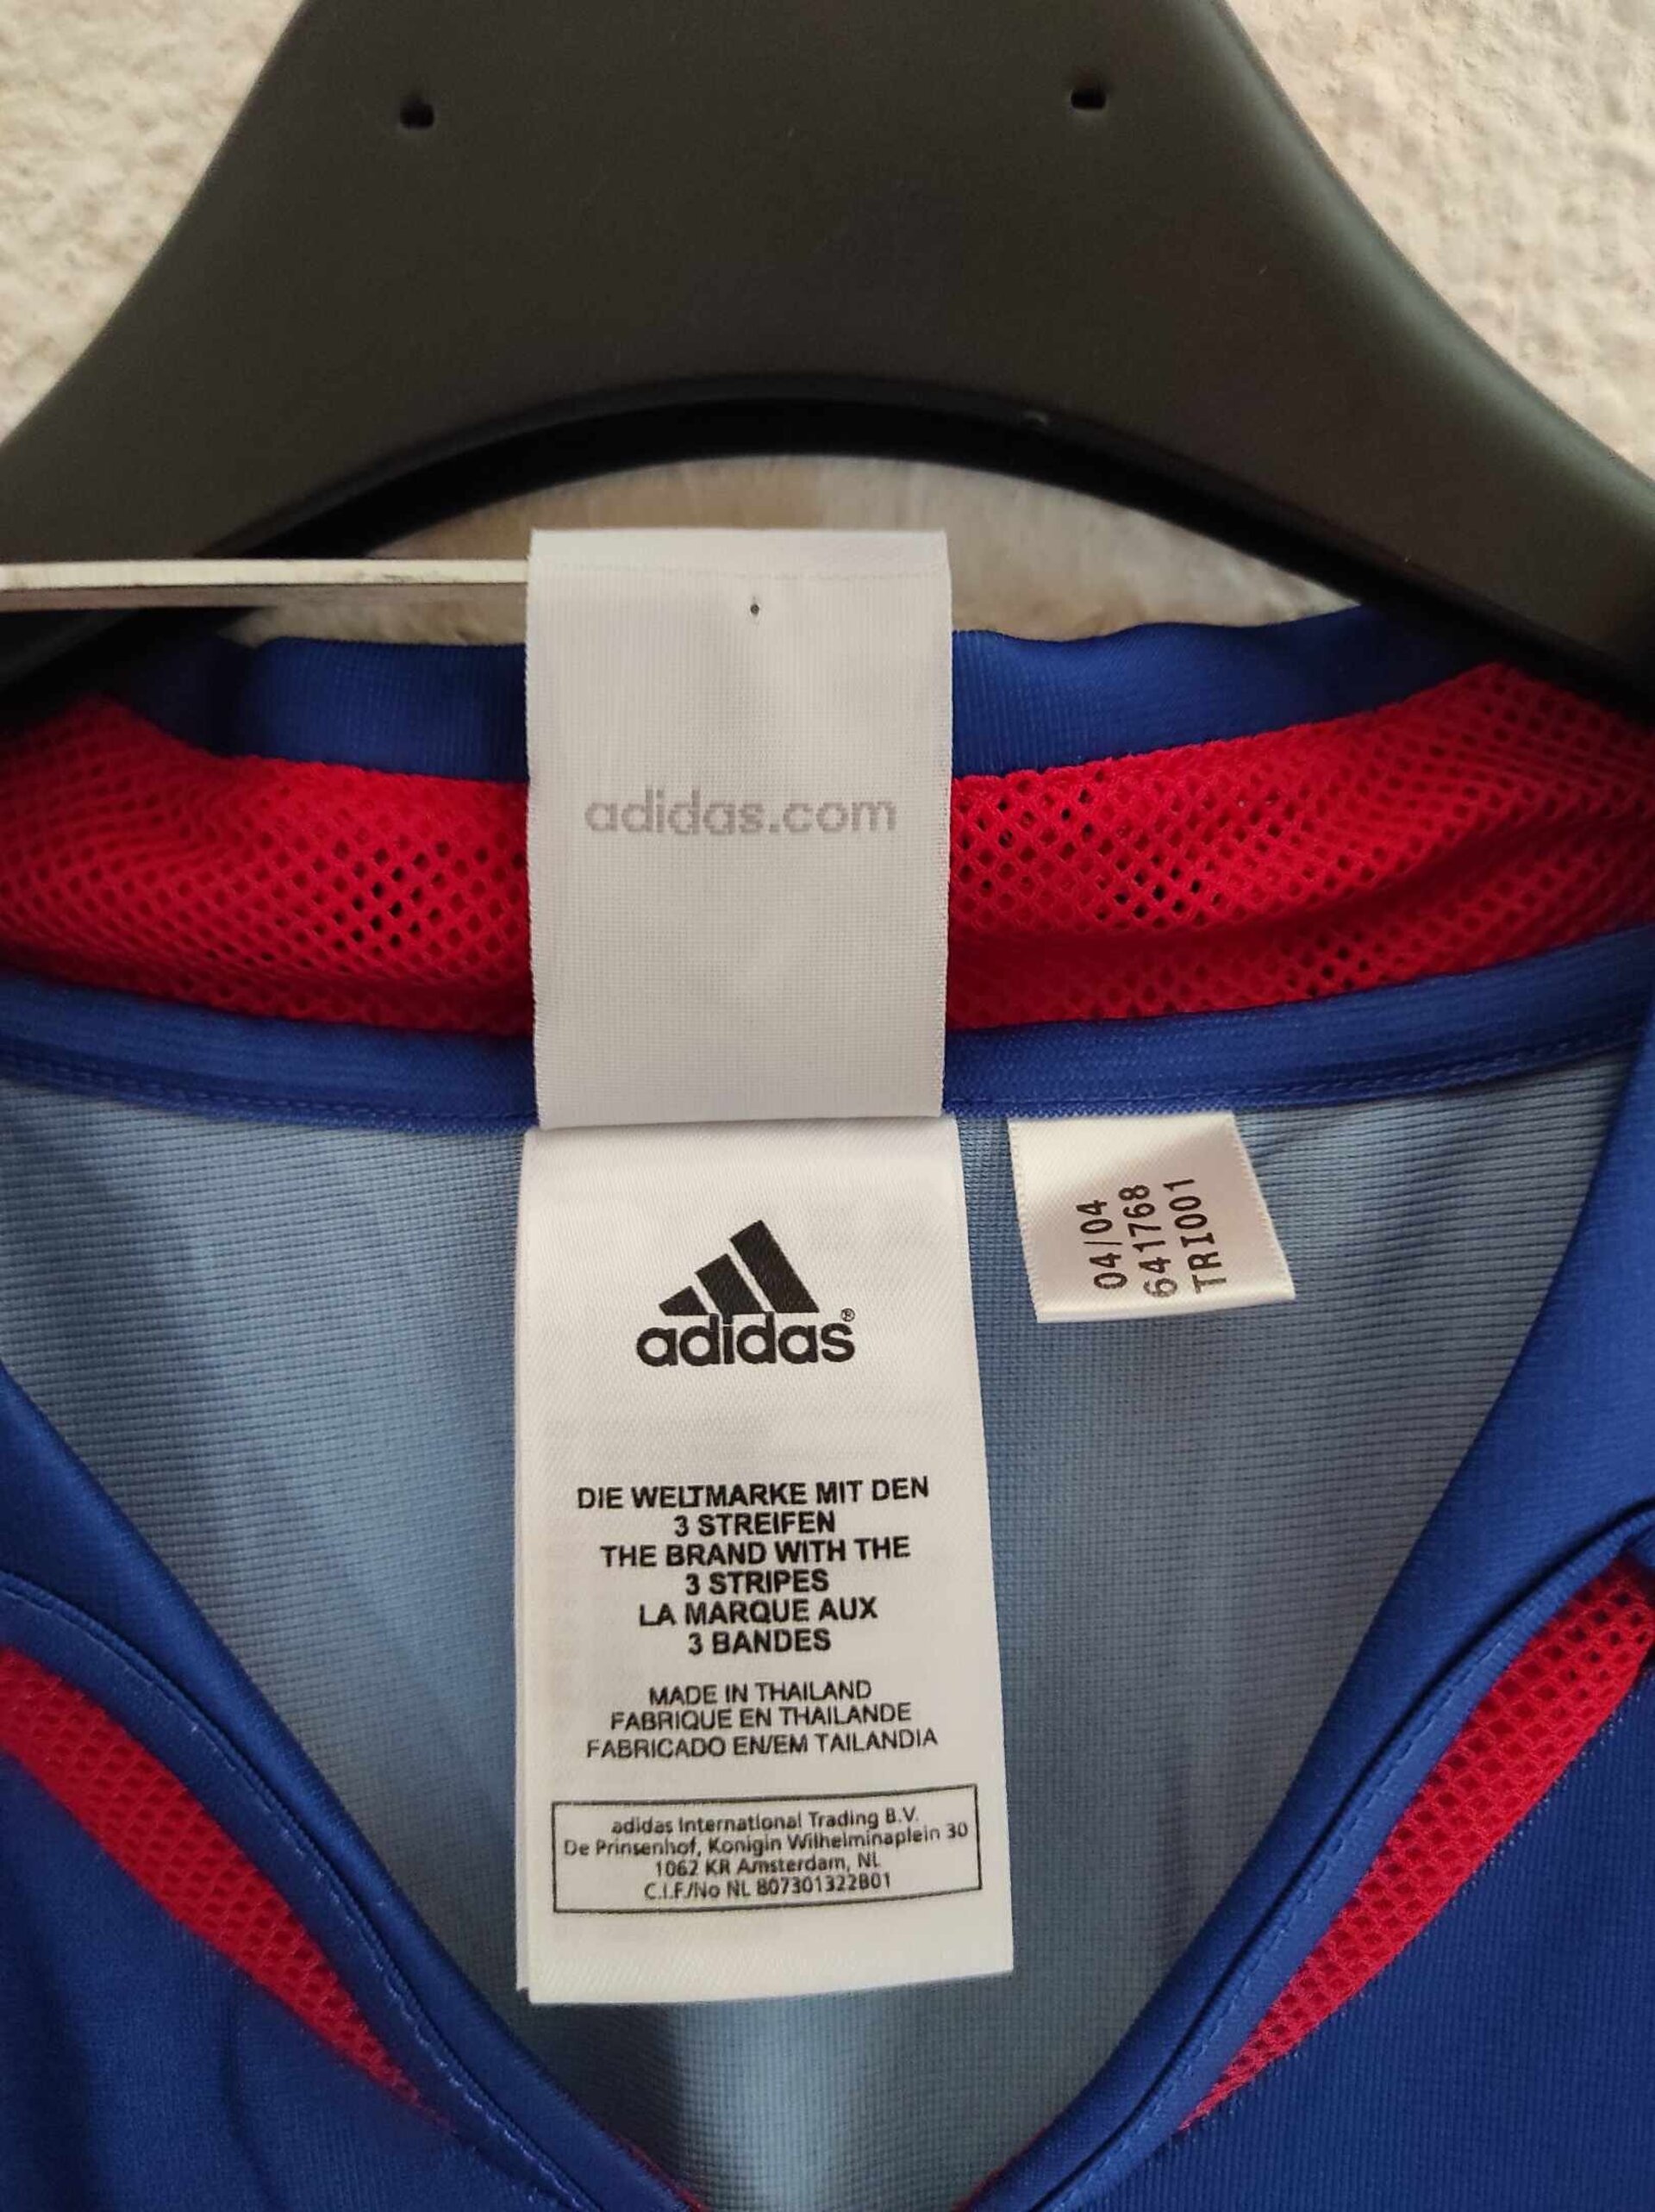 adidas.com
adidas®
DIE WELTMARKE MIT DEN
3 STREIFEN
THE BRAND WITH THE
3 STRIPES
LA MARQUE AUX
3 BANDES
MADE IN THAILAND
FABRIQUE EN THAILANDE
FABRICADO EN/EM TAILANDIA
adidas International Trading B.V.
De Prinsenhof, Konigin Wilhelminaplein 30
1062 KR Amsterdam, NL
C.I.F./No NL 807301322B01
04/04
641768
TRI001